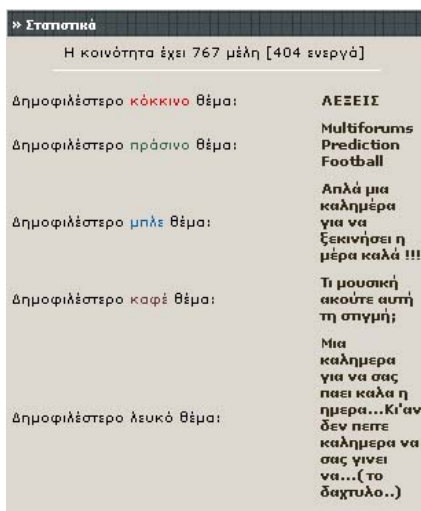 » Στατιστικά
Η κοινότητα έχει 767 μέλη [404 ενεργά]
Δημοφιλέστερο κόκκινο θέμα:
ΛΕΞΕΙΣ
Δημοφιλέστερο πράσινο θέμα:
Multiforums
Prediction
Football
Δημοφιλέστερο μπλε θέμα:
Απλά μια
καλημέρα
για να
ξεκινήσει η
μέρα καλά !!!
Δημοφιλέστερο καφέ θέμα:
Τι μουσική
ακούτε αυτή
τη στιγμή;
Δημοφιλέστερο λευκό θέμα:
Μια
καλημερα
για να σας
παει καλα η
ημερα...Κι'αν
δεν πειτε
καλημερα να
σας γινει
να...(το
δαχτυλο..)